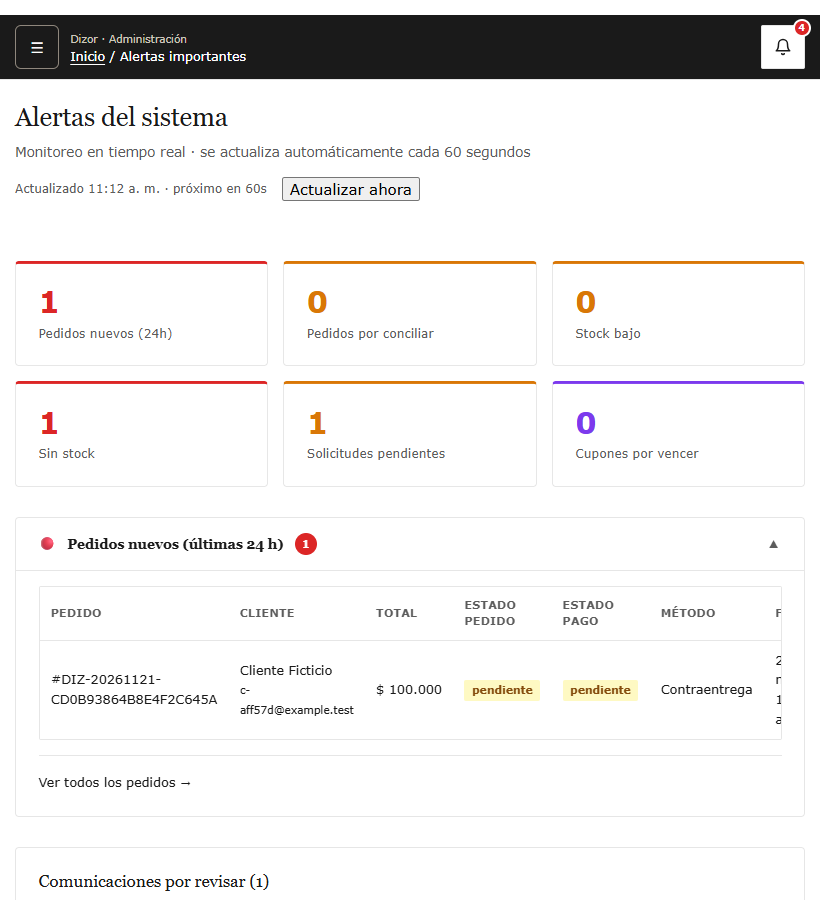 ☰
Dizor · Administración
Inicio / Alertas importantes
4
Alertas del sistema
Monitoreo en tiempo real · se actualiza automáticamente cada 60 segundos
Actualizado 11:12 a. m. · próximo en 60s
Actualizar ahora
1
Pedidos nuevos (24h)
0
Pedidos por conciliar
0
Stock bajo
1
Sin stock
1
Solicitudes pendientes
0
Cupones por vencer
Pedidos nuevos (últimas 24 h) 1 ▲
PEDIDO CLIENTE TOTAL ESTADO PEDIDO ESTADO PAGO MÉTODO
#DIZ-20261121-
CD0B93864B8E4F2C645A
Cliente Ficticio
c-
aff57d@example.test
$ 100.000
pendiente
pendiente
Contraentrega
Ver todos los pedidos →
Comunicaciones por revisar (1)